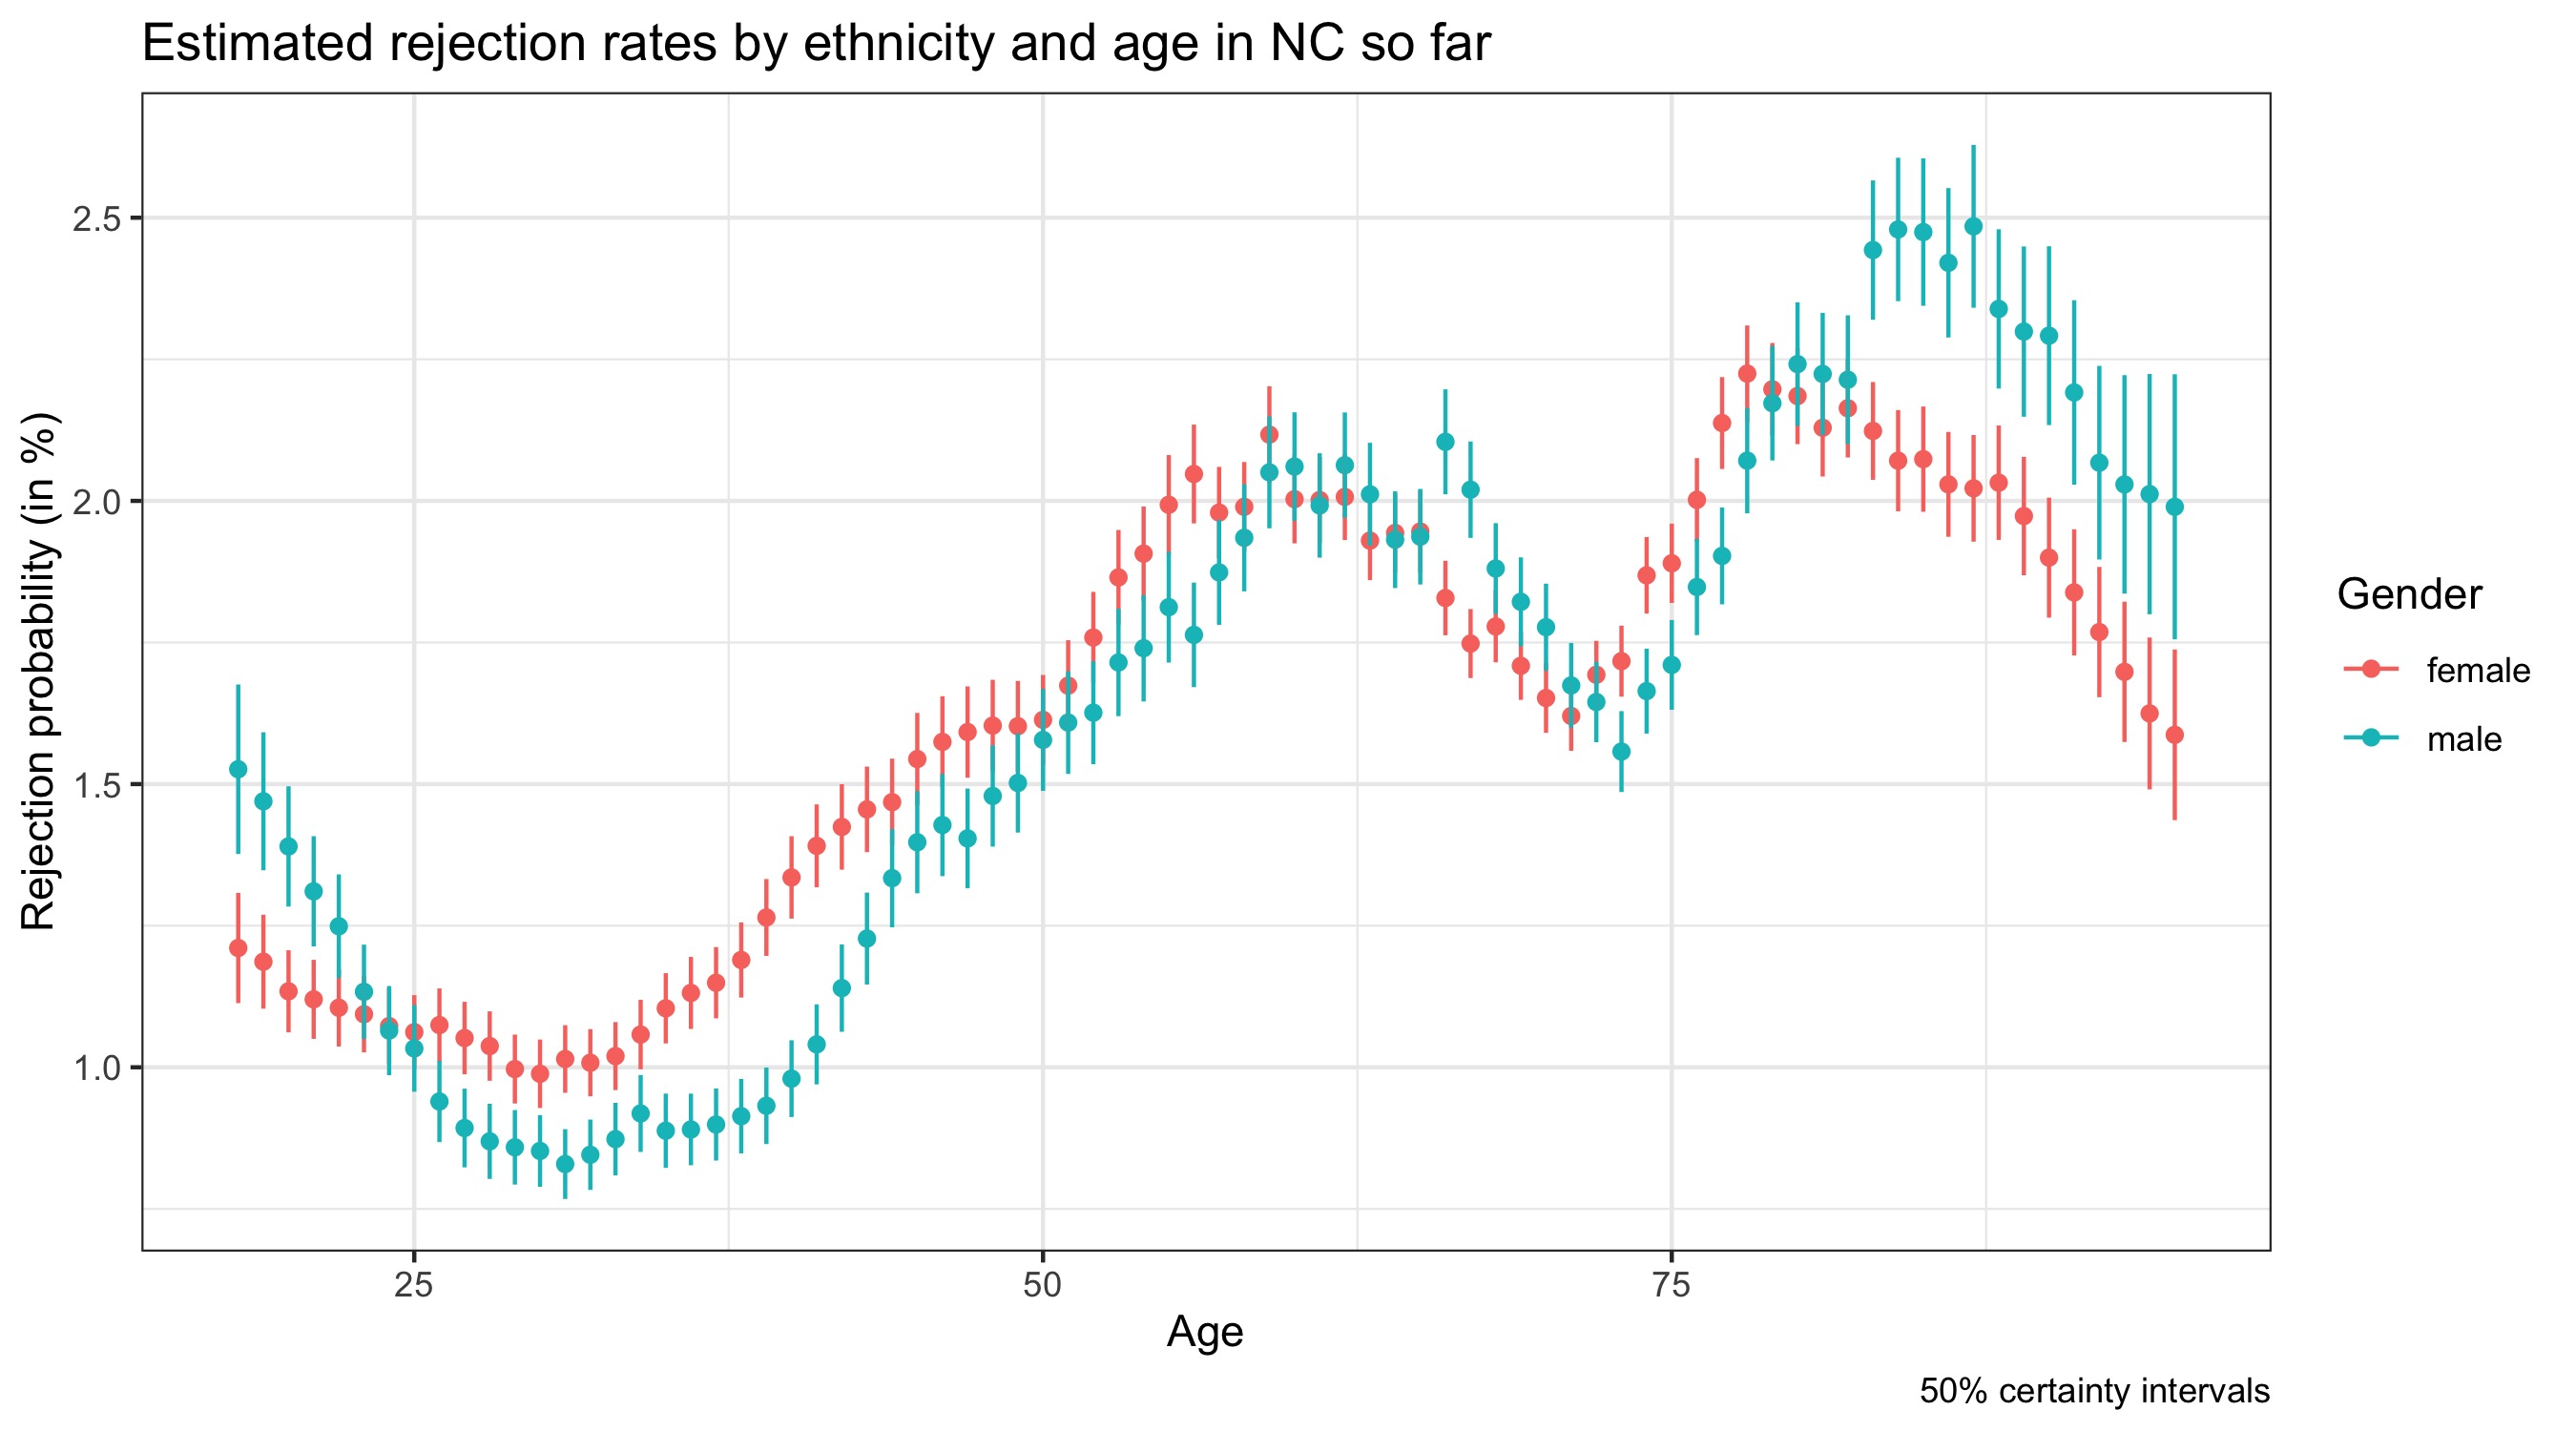 Estimated rejection rates by ethnicity and age in NC so far
Rejection probability (in %)
2.5
2.0
1.5
1.0
25
50
75
Age
Gender
female
male
50% certainty intervals